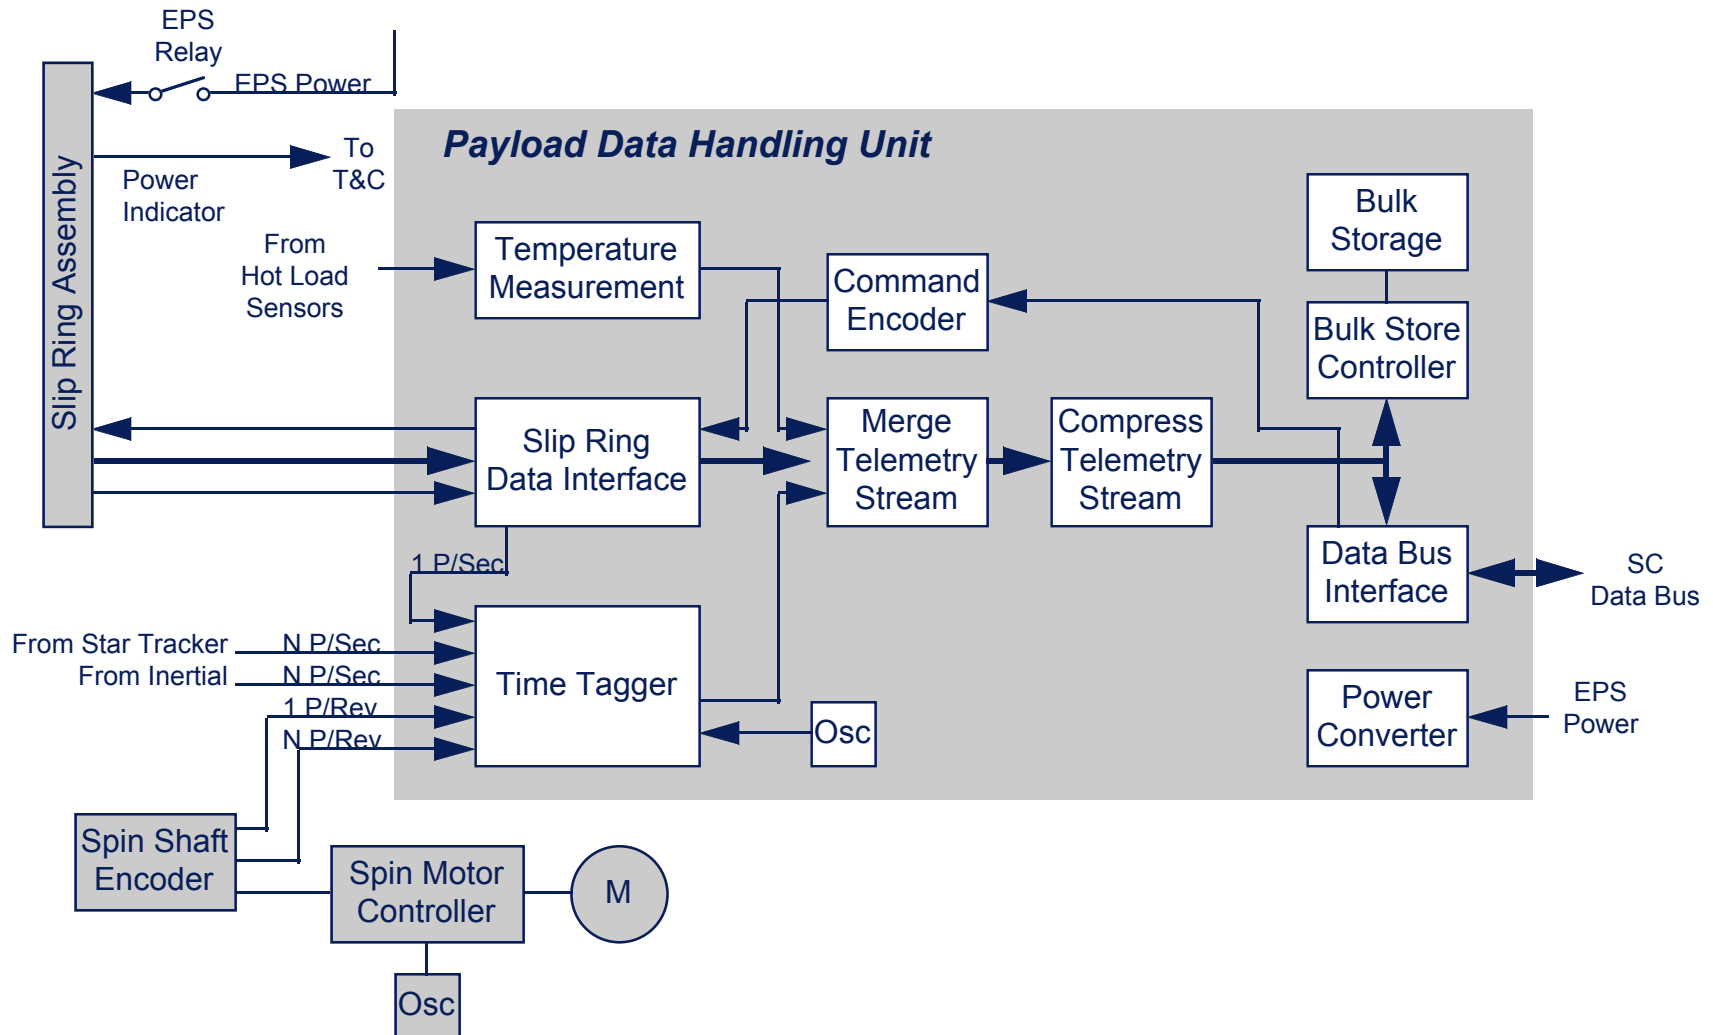 EPS
Relay
EPS Power
Slip Ring Assembly
To
T&C
Power
Indicator
Payload Data Handling Unit
From
Hot Load
Sensors
Temperature
Measurement
Command
Encoder
Bulk
Storage
Bulk Store
Controller
Slip Ring
Data Interface
Merge
Telemetry
Stream
Compress
Telemetry
Stream
Data Bus
Interface
SC
Data Bus
1 P/Sec
From Star Tracker N P/Sec
From Inertial N P/Sec
1 P/Rev
N P/Rev
Time Tagger
Osc
Power
Converter
EPS
Power
Spin Shaft
Encoder
Spin Motor
Controller
M
Osc